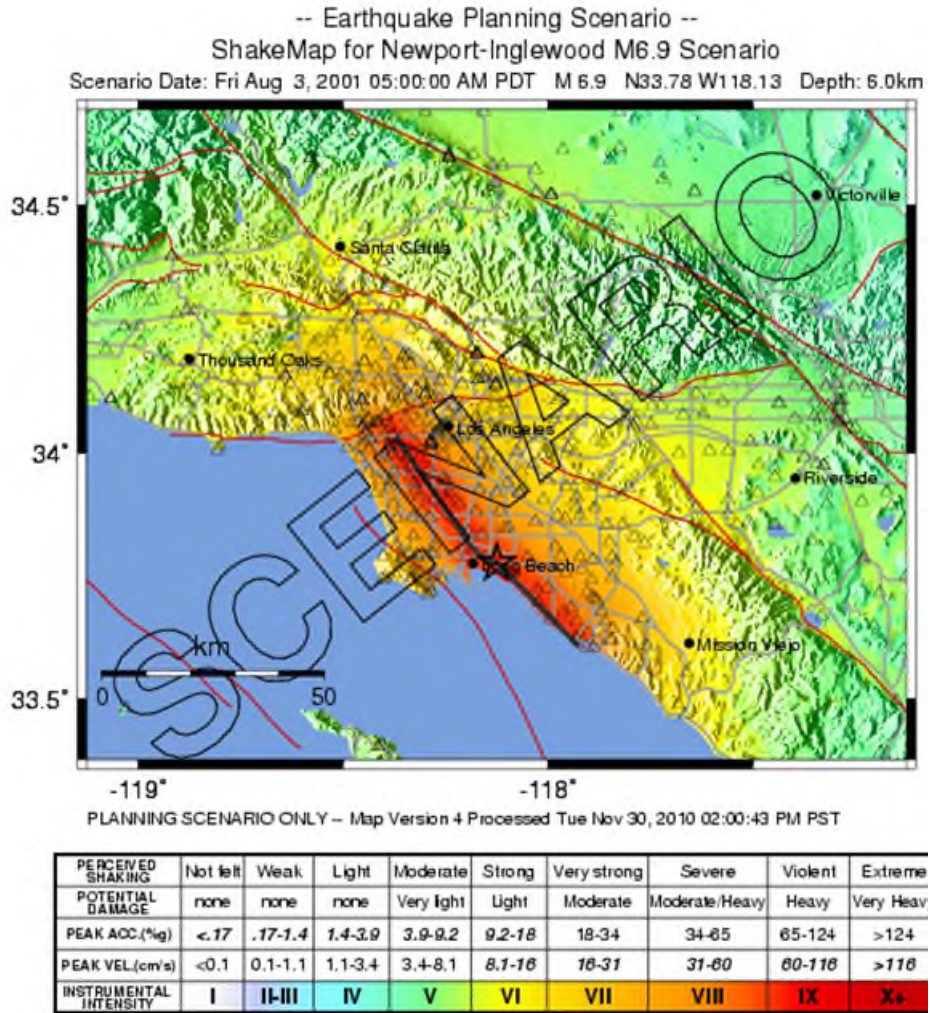 -- Earthquake Planning Scenario --
ShakeMap for Newport-Inglewood M6.9 Scenario
Scenario Date: Fri Aug 3, 2001 05:00:00 AM PDT M 6.9 N33.78 W118.13 Depth: 6.0km
34.5°
Victorville
Santa Clarita
Thousand Oaks
Los Angeles
34°
Riverside
Long Beach
Mission Viejo
km
0 50
33.5°
SCENARIO
-119° -118°
PLANNING SCENARIO ONLY -- Map Version 4 Processed Tue Nov 30, 2010 02:00:43 PM PST
PERCEIVED SHAKING Not felt Weak Light Moderate Strong Very strong Severe Violent Extreme
POTENTIAL DAMAGE none none none Very light Light Moderate Moderate/Heavy Heavy Very Heavy
PEAK ACC.(%g) <.17 .17-1.4 1.4-3.9 3.9-9.2 9.2-18 18-34 34-65 65-124 >124
PEAK VEL.(cm/s) <0.1 0.1-1.1 1.1-3.4 3.4-8.1 8.1-16 16-31 31-60 60-116 >116
INSTRUMENTAL INTENSITY I II-III IV V VI VII VIII IX X+